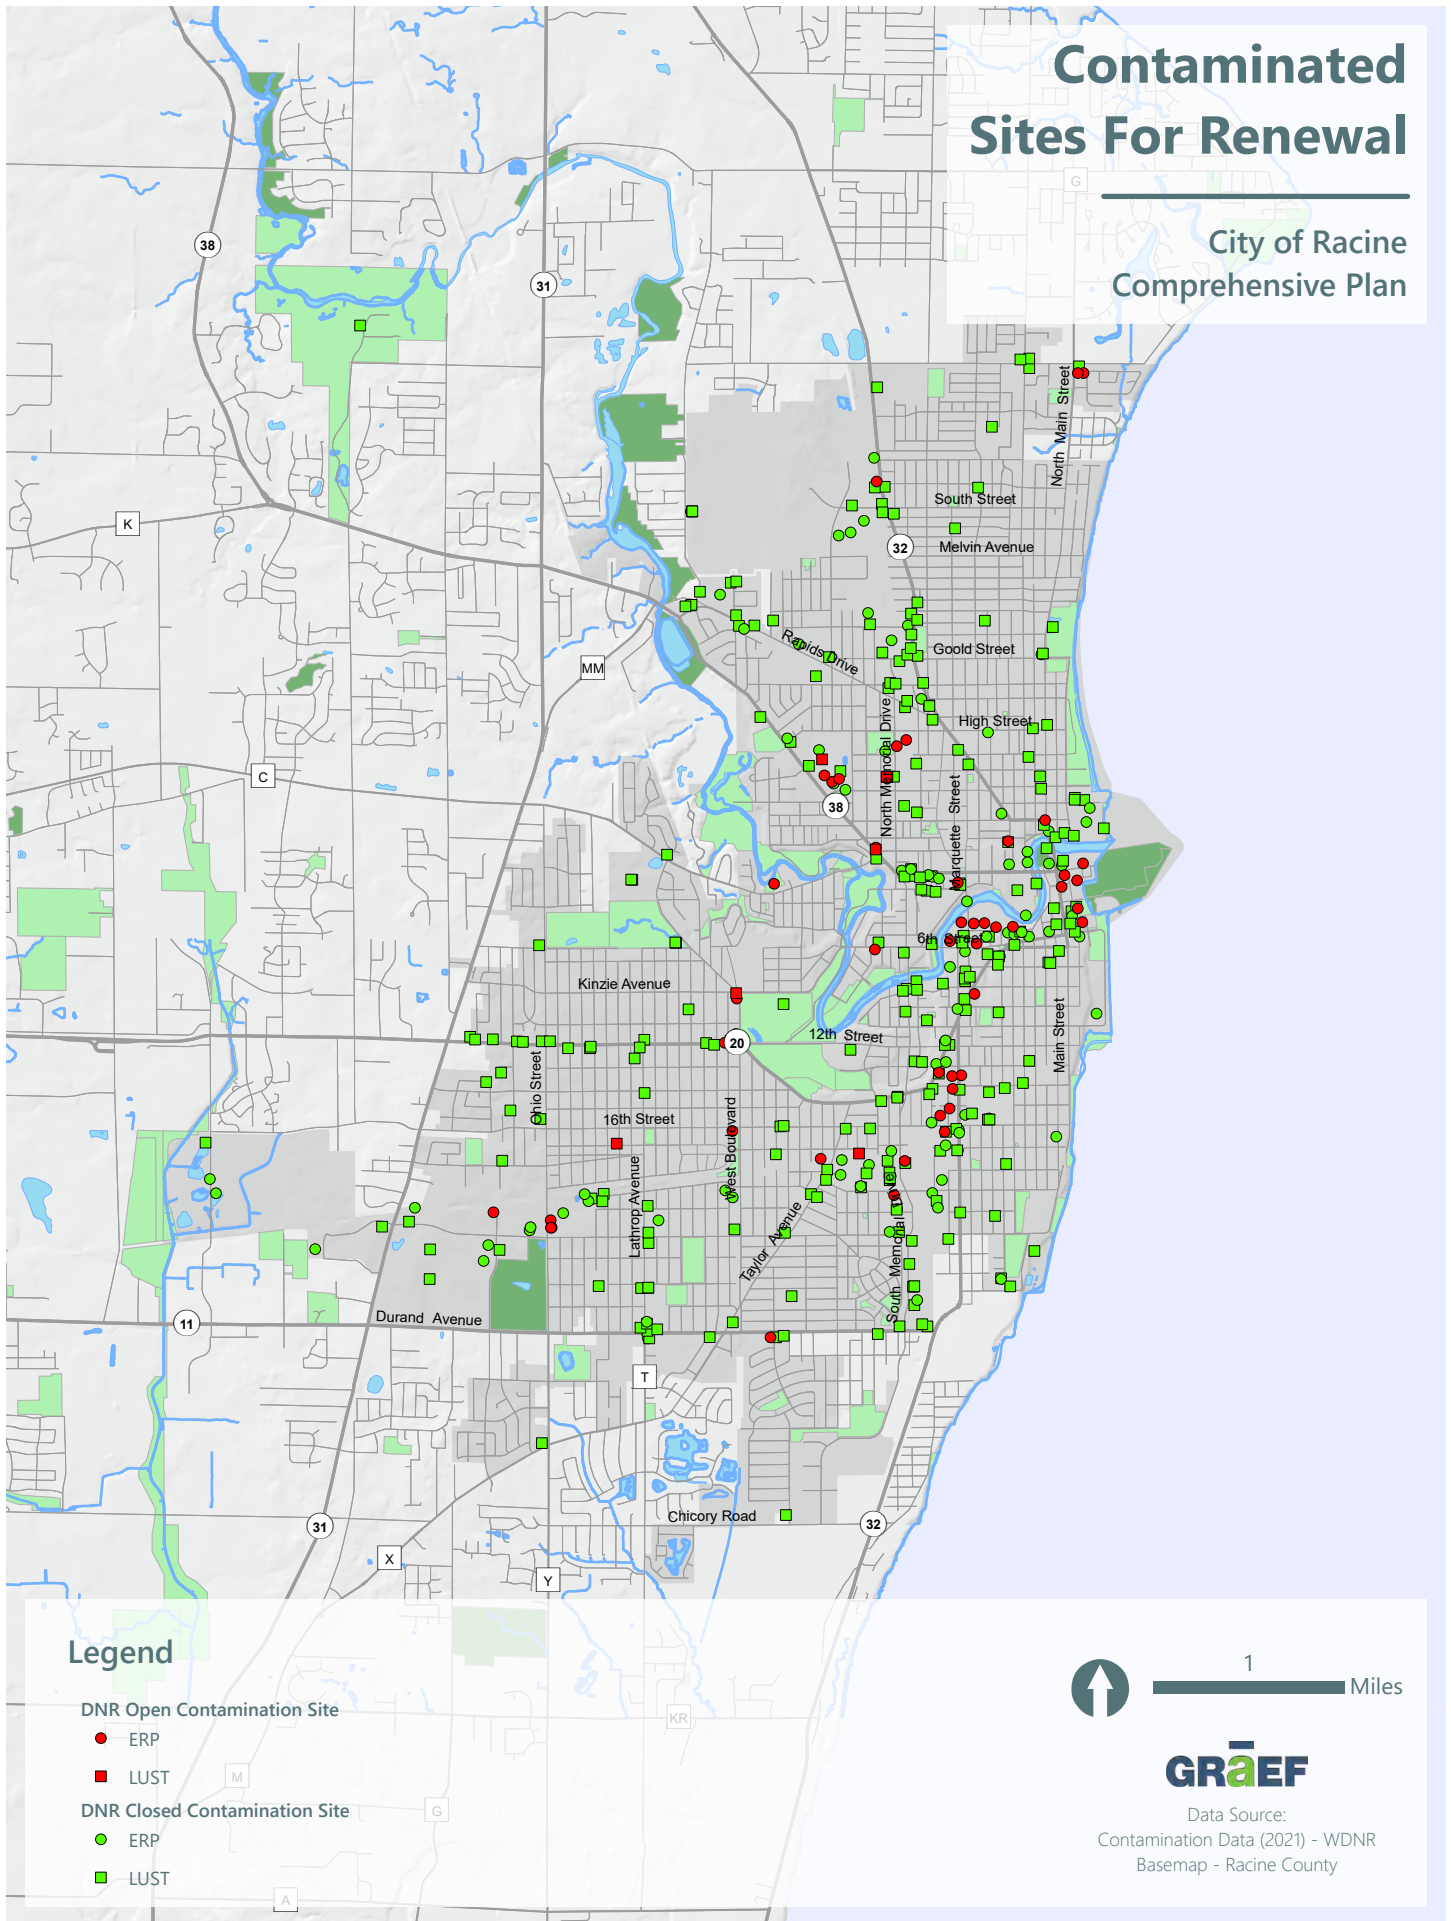 Contaminated
Sites For Renewal
City of Racine
Comprehensive Plan
G
38
31
North Main Street
South Street
K
32
Melvin Avenue
Rapids Drive
Goold Street
MM
High Street
North Memorial Drive
C
Marquette Street
38
6th Street
Kinzie Avenue
Main Street
12th Street
20
Ohio Street
16th Street
West Boulevard
Lathrop Avenue
Taylor Avenue
South Memorial Drive
11
Durand Avenue
T
Chicory Road
31
32
X
Y
Legend
DNR Open Contamination Site
ERP
LUST
DNR Closed Contamination Site
ERP
LUST
KR
M
G
A
1
Miles
GRaEF
Data Source:
Contamination Data (2021) - WDNR
Basemap - Racine County